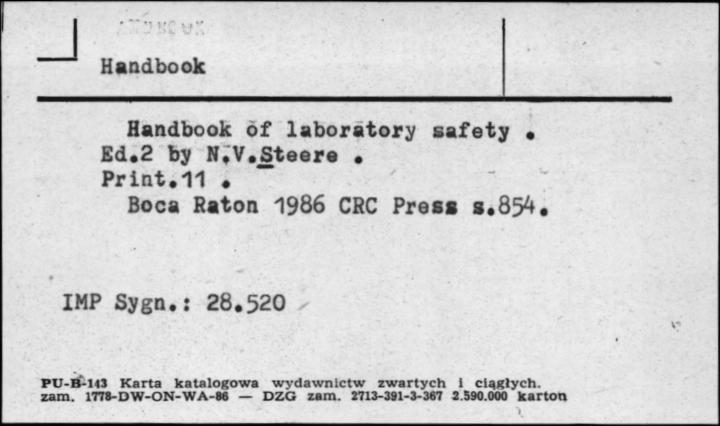 Handbook
Handbook of laboratory safety .
Ed.2 by N.V.Steere .
Print.11 .
Boca Raton 1986 CRC Press s.854.
IMP Sygn.: 28.520
PU-B-143 Karta katalogowa wydawnictw zwartych i ciągłych.
zam. 1778-DW-ON-WA-86 — DZG zam. 2713-391-3-367 2.590.000 karton